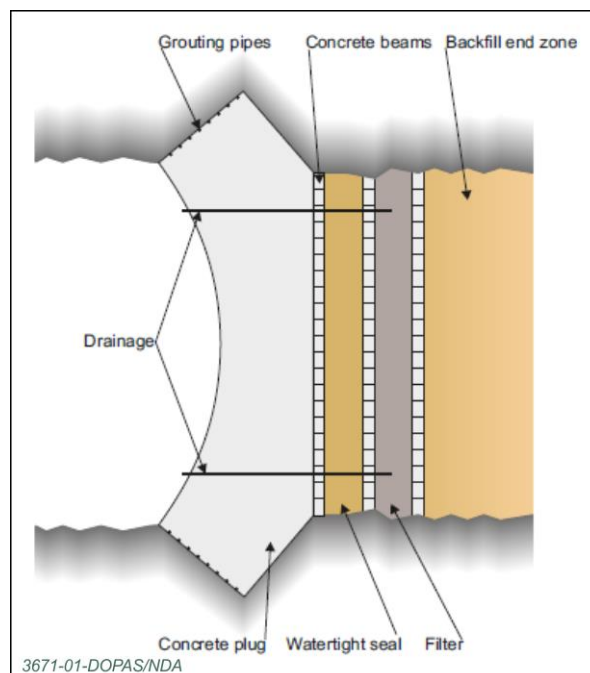 Grouting pipes
Concrete beams
Backfill end zone
Drainage
Concrete plug
Watertight seal
Filter
3671-01-DOPAS/NDA